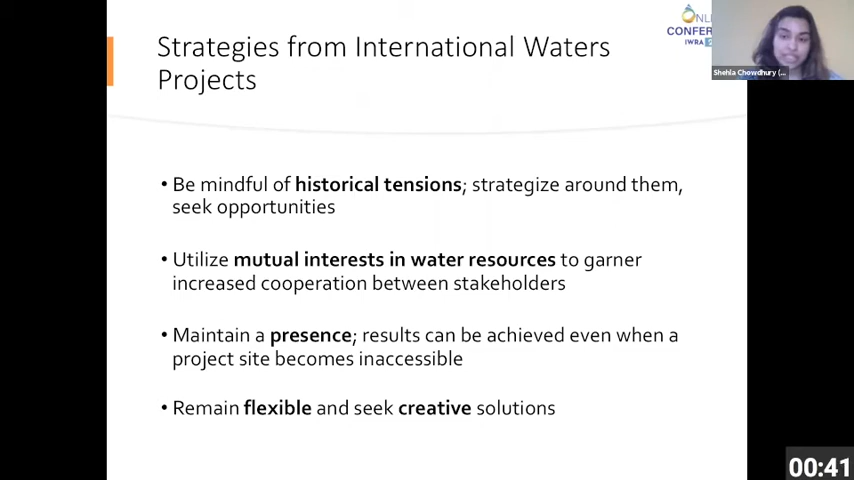 Strategies from International Waters
Projects
• Be mindful of historical tensions; strategize around them,
seek opportunities
• Utilize mutual interests in water resources to garner
increased cooperation between stakeholders
• Maintain a presence; results can be achieved even when a
project site becomes inaccessible
• Remain flexible and seek creative solutions
NLI
CONFER
IWRA
Shehla Chowdhury (...
00:41